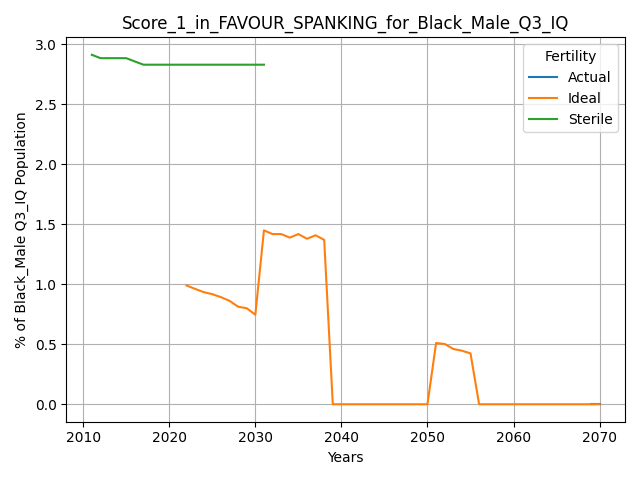 Score_1_in_FAVOUR_SPANKING_for_Black_Male_Q3_IQ
% of Black_Male Q3_IQ Population
3.0
2.5
2.0
1.5
1.0
0.5
0.0
Fertility
Actual
Ideal
Sterile
2010 2020 2030 2040 2050 2060 2070
Years